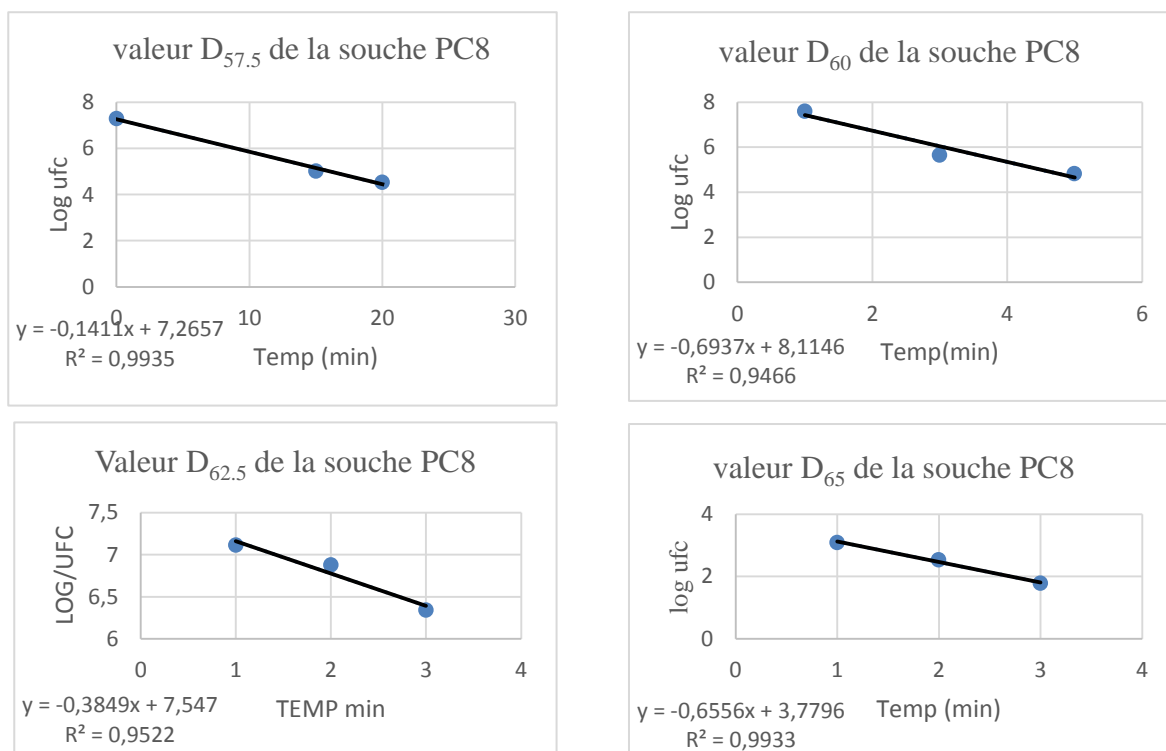 valeur D57.5 de la souche PC8
8
6
4
2
0
Log ufc
0 10 20 30
y = -0,1411x + 7,2657
R² = 0,9935
Temp (min)
valeur D60 de la souche PC8
8
6
4
2
0
Log ufc
0 2 4 6
y = -0,6937x + 8,1146
R² = 0,9466
Temp(min)
Valeur D62.5 de la souche PC8
7,5
7
6,5
6
LOG/UFC
0 1 2 3 4
y = -0,3849x + 7,547
R² = 0,9522
TEMP min
valeur D65 de la souche PC8
4
2
0
log ufc
0 1 2 3 4
y = -0,6556x + 3,7796
R² = 0,9933
Temp (min)